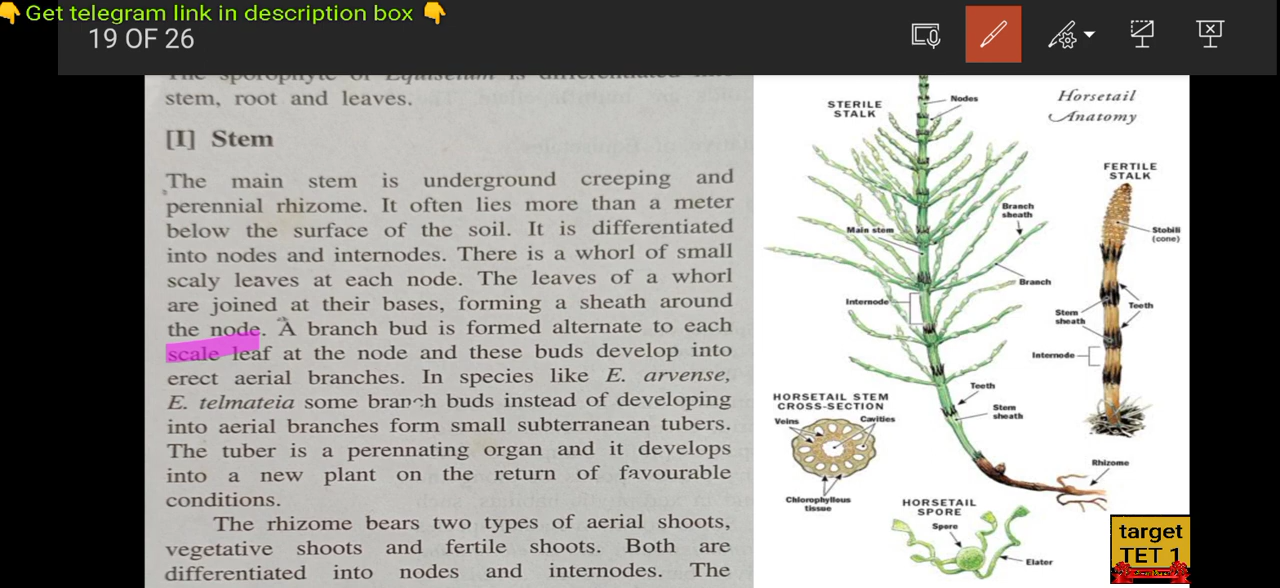 👇 Get telegram link in description box 👇
19 OF 26
The sporophyte of Equisetum is differentiated into
stem, root and leaves.
[I] Stem
The main stem is underground creeping and
perennial rhizome. It often lies more than a meter
below the surface of the soil. It is differentiated
into nodes and internodes. There is a whorl of small
scaly leaves at each node. The leaves of a whorl
are joined at their bases, forming a sheath around
the node. A branch bud is formed alternate to each
scale leaf at the node and these buds develop into
erect aerial branches. In species like E. arvense,
E. telmateia some branch buds instead of developing
into aerial branches form small subterranean tubers.
The tuber is a perennating organ and it develops
into a new plant on the return of favourable
conditions.
The rhizome bears two types of aerial shoots,
vegetative shoots and fertile shoots. Both are
differentiated into nodes and internodes. The
Horsetail
Anatomy
STERILE
STALK
Nodes
Main stem
Branch
sheath
Branch
Internode
Teeth
Stem
sheath
Rhizome
FERTILE
STALK
Stobili
(cone)
Teeth
Stem
sheath
Internode
HORSETAIL STEM
CROSS-SECTION
Veins
Cavities
Chlorophylleus
tissue
HORSETAIL
SPORE
Spore
Elater
target
TET 1